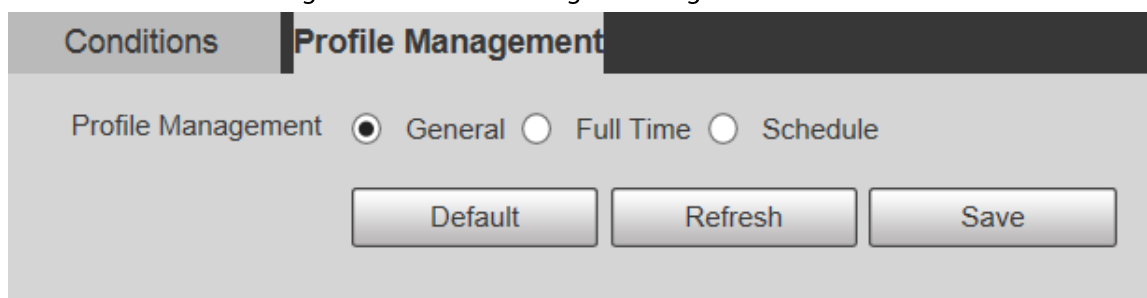 Conditions Profile Management
Profile Management General Full Time Schedule
Default Refresh Save